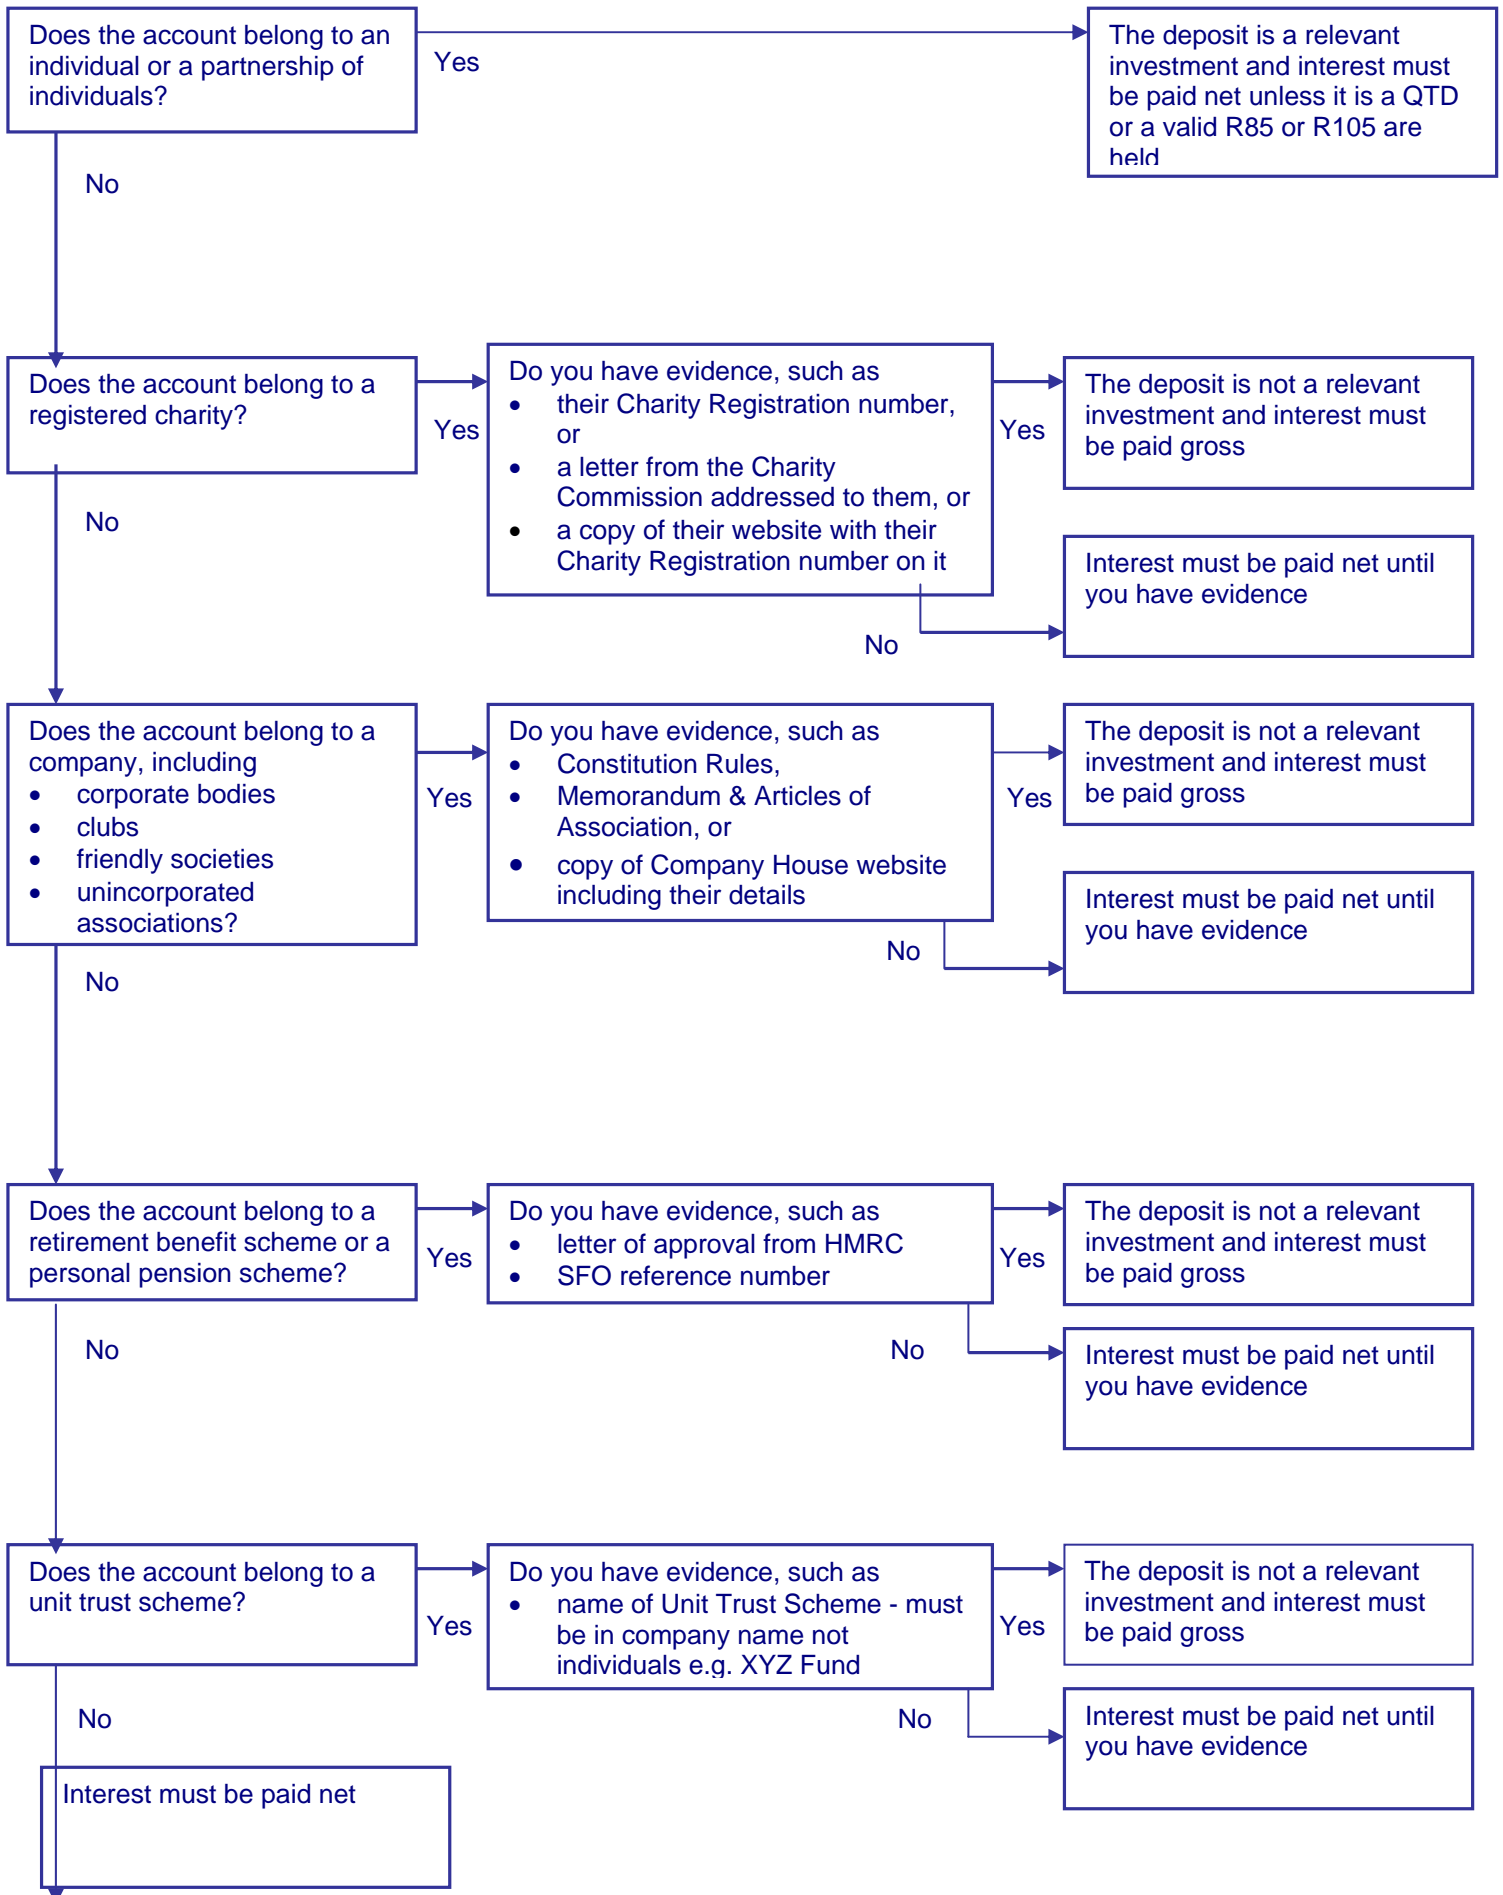 Does the account belong to an
individual or a partnership of
individuals?
Yes
The deposit is a relevant
investment and interest must
be paid net unless it is a QTD
or a valid R85 or R105 are
held
No
Does the account belong to a
registered charity?
Yes
Do you have evidence, such as
• their Charity Registration number,
or
• a letter from the Charity
Commission addressed to them, or
• a copy of their website with their
Charity Registration number on it
Yes
The deposit is not a relevant
investment and interest must
be paid gross
No
Interest must be paid net until
you have evidence
No
Does the account belong to a
company, including
• corporate bodies
• clubs
• friendly societies
• unincorporated
associations?
Yes
Do you have evidence, such as
• Constitution Rules,
• Memorandum & Articles of
Association, or
• copy of Company House website
including their details
Yes
The deposit is not a relevant
investment and interest must
be paid gross
No
Interest must be paid net until
you have evidence
No
Does the account belong to a
retirement benefit scheme or a
personal pension scheme?
Yes
Do you have evidence, such as
• letter of approval from HMRC
• SFO reference number
Yes
The deposit is not a relevant
investment and interest must
be paid gross
No
Interest must be paid net until
you have evidence
No
Does the account belong to a
unit trust scheme?
Yes
Do you have evidence, such as
• name of Unit Trust Scheme - must
be in company name not
individuals e.g. XYZ Fund
Yes
The deposit is not a relevant
investment and interest must
be paid gross
No
Interest must be paid net until
you have evidence
No
Interest must be paid net